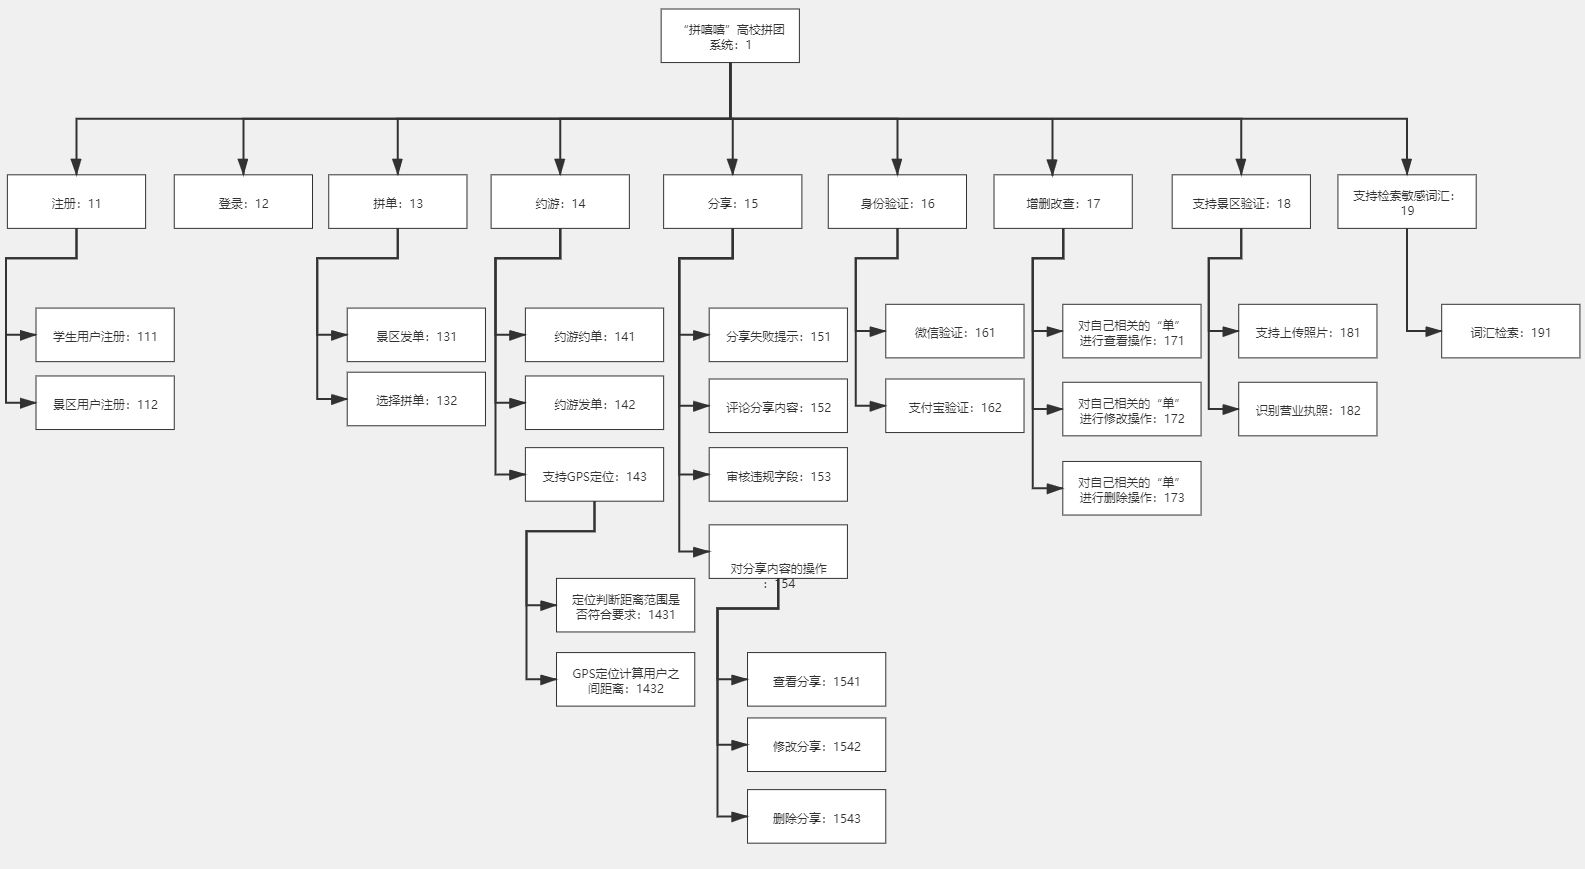 “拼嘻嘻”高校拼团
系统：1
注册：11
登录：12
拼单：13
约游：14
分享：15
身份验证：16
增删改查：17
支持景区验证：18
支持检索敏感词汇：
19
学生用户注册：111
景区用户注册：112
景区发单：131
选择拼单：132
约游约单：141
约游发单：142
支持GPS定位：143
定位判断距离范围是
否符合要求：1431
GPS定位计算用户之
间距离：1432
分享失败提示：151
评论分享内容：152
审核违规字段：153
对分享内容的操作
：154
查看分享：1541
修改分享：1542
删除分享：1543
微信验证：161
支付宝验证：162
对自己相关的“单”
进行查看操作：171
对自己相关的“单”
进行修改操作：172
对自己相关的“单”
进行删除操作：173
支持上传照片：181
识别营业执照：182
词汇检索：191